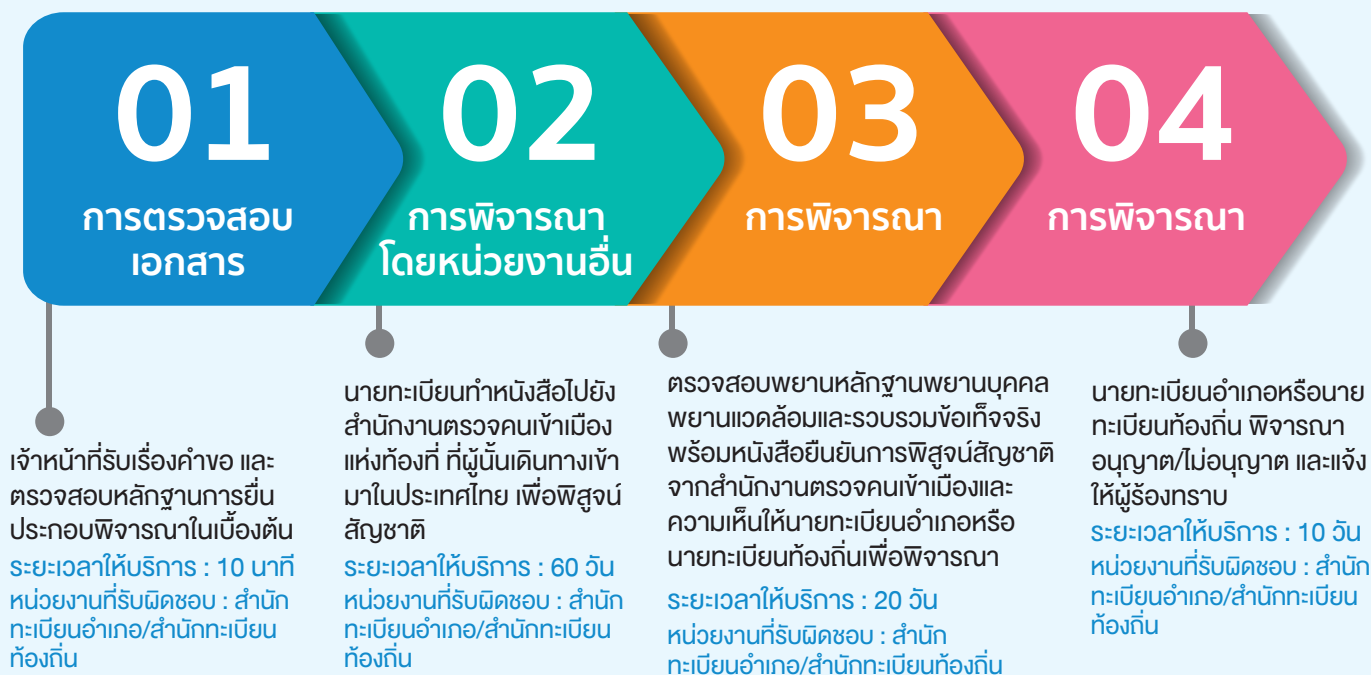 01
การตรวจสอบ
เอกสาร
เจ้าหน้าที่รับเรื่องคำขอ และ
ตรวจสอบหลักฐานการยื่น
ประกอบพิจารณาในเบื้องต้น
ระยะเวลาให้บริการ : 10 นาที
หน่วยงานที่รับผิดชอบ : สำนัก
ทะเบียนอำเภอ/สำนักทะเบียน
ท้องถิ่น
02
การพิจารณา
โดยหน่วยงานอื่น
นายทะเบียนทำหนังสือไปยัง
สำนักงานตรวจคนเข้าเมือง
แห่งท้องที่ ที่ผู้นั้นเดินทางเข้า
มาในประเทศไทย เพื่อพิสูจน์
สัญชาติ
ระยะเวลาให้บริการ : 60 วัน
หน่วยงานที่รับผิดชอบ : สำนัก
ทะเบียนอำเภอ/สำนักทะเบียน
ท้องถิ่น
03
การพิจารณา
ตรวจสอบพยานหลักฐานพยานบุคคล
พยานแวดล้อมและรวบรวมข้อเท็จจริง
พร้อมหนังสือยืนยันการพิสูจน์สัญชาติ
จากสำนักงานตรวจคนเข้าเมืองและ
ความเห็นให้นายทะเบียนอำเภอหรือ
นายทะเบียนท้องถิ่นเพื่อพิจารณา
ระยะเวลาให้บริการ : 20 วัน
หน่วยงานที่รับผิดชอบ : สำนัก
ทะเบียนอำเภอ/สำนักทะเบียนท้องถิ่น
04
การพิจารณา
นายทะเบียนอำเภอหรือนาย
ทะเบียนท้องถิ่น พิจารณา
อนุญาต/ไม่อนุญาต และแจ้ง
ให้ผู้ร้องทราบ
ระยะเวลาให้บริการ : 10 วัน
หน่วยงานที่รับผิดชอบ : สำนัก
ทะเบียนอำเภอ/สำนักทะเบียน
ท้องถิ่น